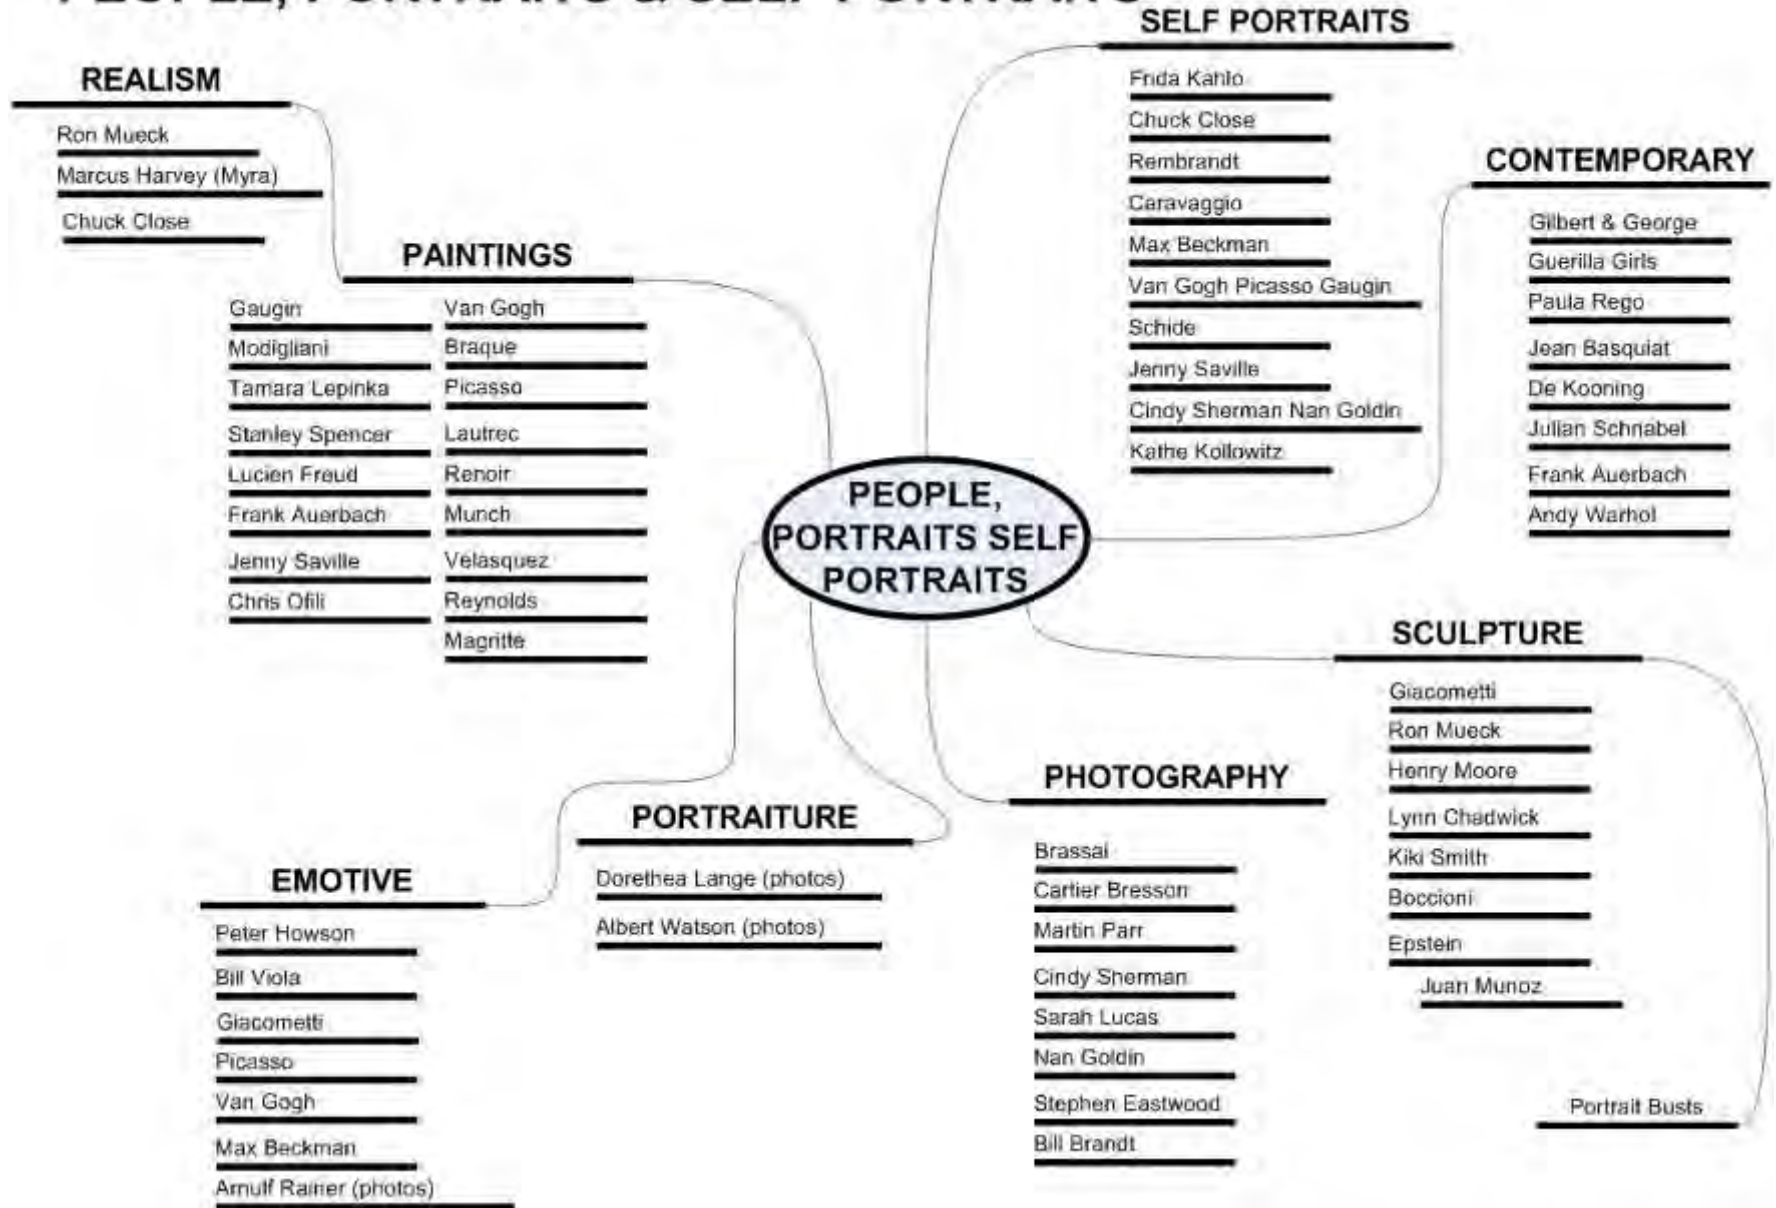 PEOPLE, PORTRAITS & SELF PORTRAITS
REALISM
Ron Mueck
Marcus Harvey (Myra)
Chuck Close
PAINTINGS
Gaugin
Modigliani
Tamara Lepinka
Stanley Spencer
Lucien Freud
Frank Auerbach
Jenny Saville
Chris Ofili
Van Gogh
Braque
Picasso
Lautrec
Renoir
Munch
Velasquez
Reynolds
Magritte
SELF PORTRAITS
Frida Kahlo
Chuck Close
Rembrandt
Caravaggio
Max Beckman
Van Gogh Picasso Gaugin
Schide
Jenny Saville
Cindy Sherman Nan Goldin
Kathe Kollowitz
CONTEMPORARY
Gilbert & George
Guerilla Girls
Paula Rego
Jean Basquiat
De Kooning
Julian Schnabel
Frank Auerbach
Andy Warhol
PEOPLE,
PORTRAITS SELF
PORTRAITS
SCULPTURE
Giacometti
Ron Mueck
Henry Moore
Lynn Chadwick
Kiki Smith
Boccioni
Epstein
Juan Munoz
Portrait Busts
PHOTOGRAPHY
Brassai
Cartier Bresson
Martin Parr
Cindy Sherman
Sarah Lucas
Nan Goldin
Stephen Eastwood
Bill Brandt
PORTRAITURE
Dorethea Lange (photos)
Albert Watson (photos)
EMOTIVE
Peter Howson
Bill Viola
Giacometti
Picasso
Van Gogh
Max Beckman
Arnulf Rainer (photos)